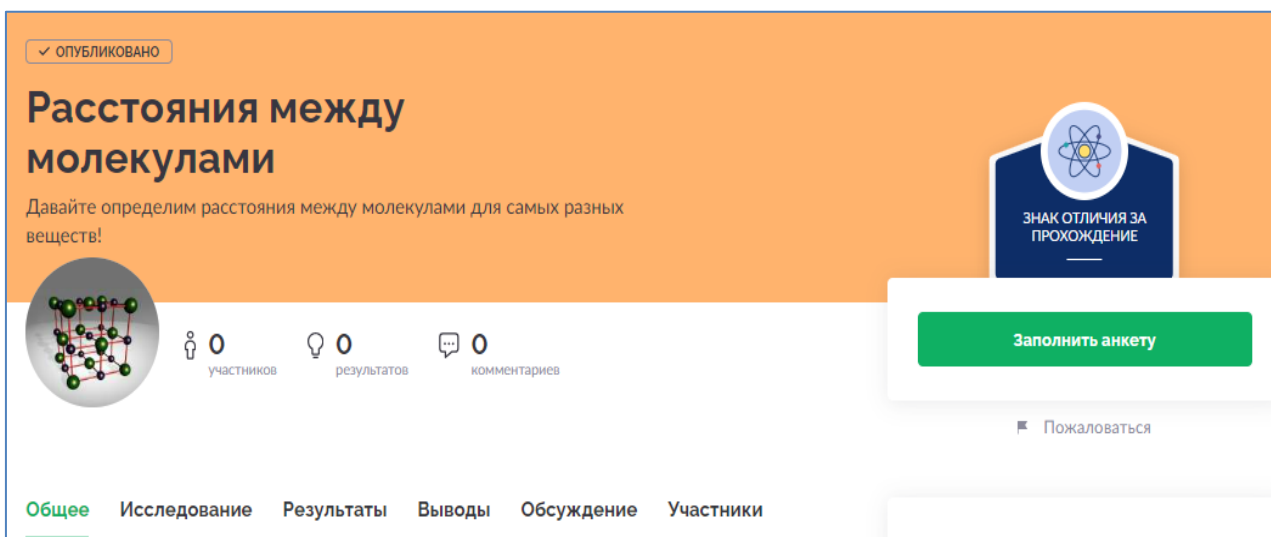 ОПУБЛИКОВАНО
Расстояния между
молекулами
Давайте определим расстояния между молекулами для самых разных
веществ!
ЗНАК ОТЛИЧИЯ ЗА
ПРОХОЖДЕНИЕ
0
участников
0
результатов
0
комментариев
Заполнить анкету
Пожаловаться
Общее Исследование Результаты Выводы Обсуждение Участники